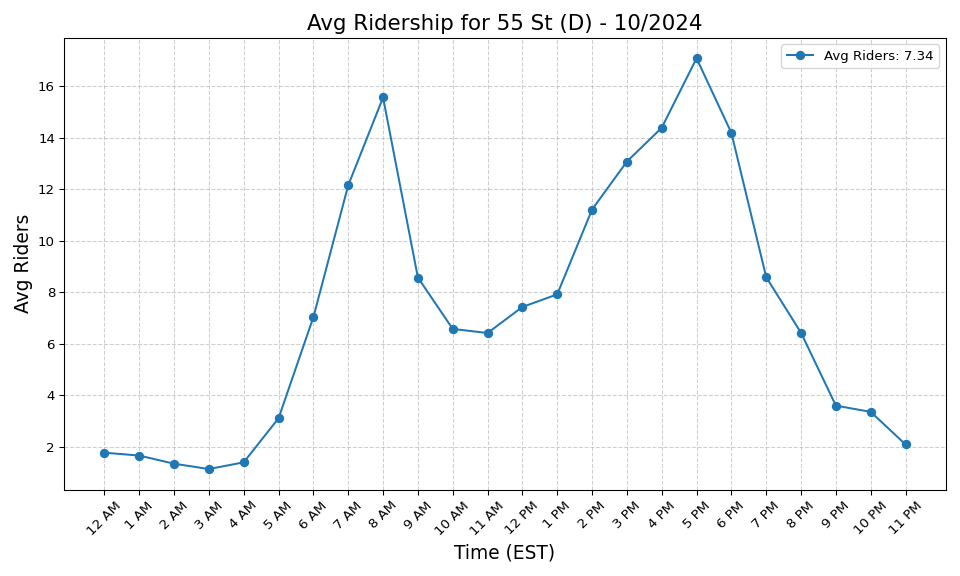 Avg Ridership for 55 St (D) - 10/2024
Avg Riders: 7.34
Avg Riders
16
14
12
10
8
6
4
2
12 AM
1 AM
2 AM
3 AM
4 AM
5 AM
6 AM
7 AM
8 AM
9 AM
10 AM
11 AM
12 PM
1 PM
2 PM
3 PM
4 PM
5 PM
6 PM
7 PM
8 PM
9 PM
10 PM
11 PM
Time (EST)